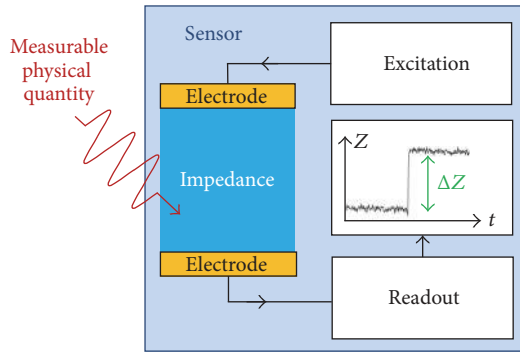 Measurable
physical
quantity
Sensor
Excitation
Electrode
Impedance
Z
ΔZ
t
Electrode
Readout